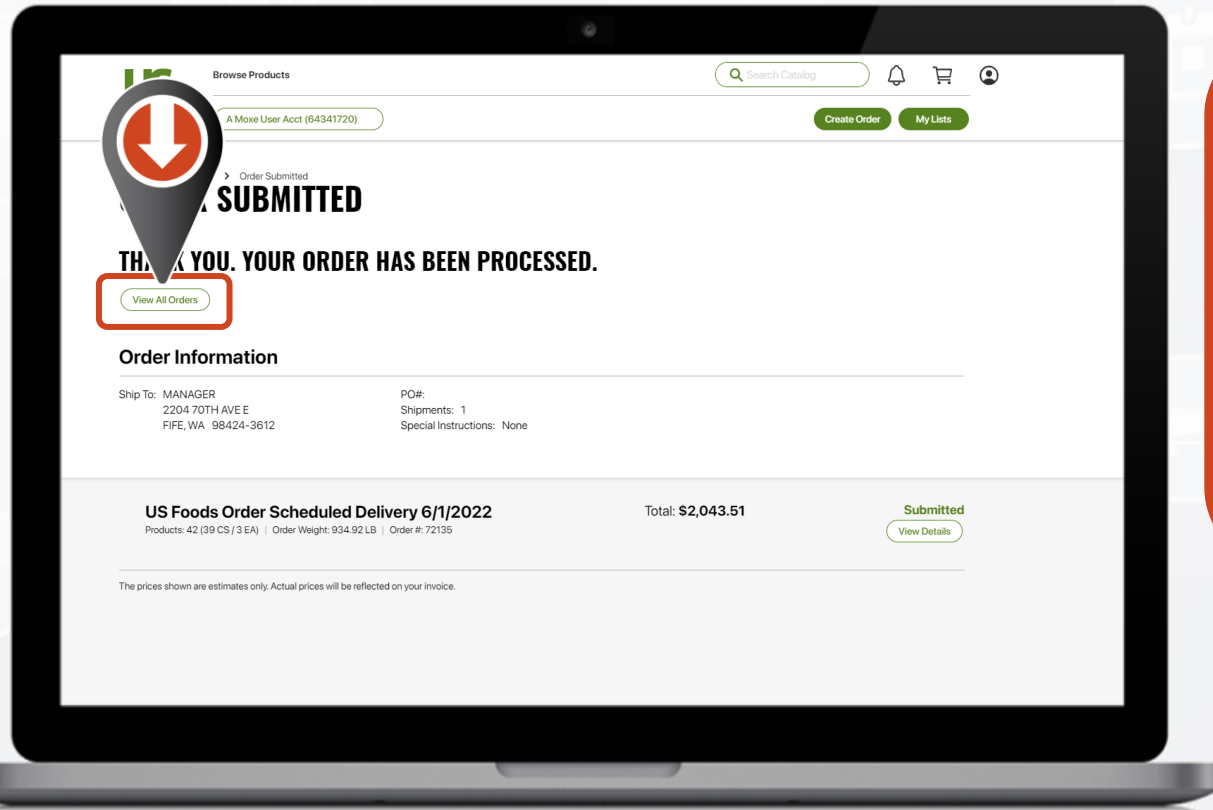 Browse Products
Search Catalog
A Moxe User Acct (64341720)
Create Order
My Lists
> Order Submitted
SUBMITTED
YOU. YOUR ORDER HAS BEEN PROCESSED.
View All Orders
Order Information
Ship To: MANAGER
2204 70TH AVE E
FIFE, WA 98424-3612
PO#:
Shipments: 1
Special Instructions: None
US Foods Order Scheduled Delivery 6/1/2022
Products: 42 (39 CS / 3 EA) | Order Weight: 934.92 LB | Order #: 72135
Total: $2,043.51
Submitted
View Details
The prices shown are estimates only. Actual prices will be reflected on your invoice.